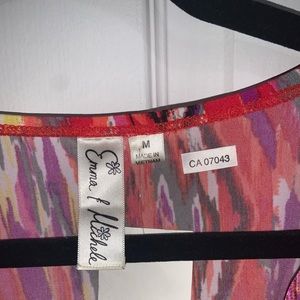 Emma & Michele
M
MADE IN
VIETNAM
CA 07043